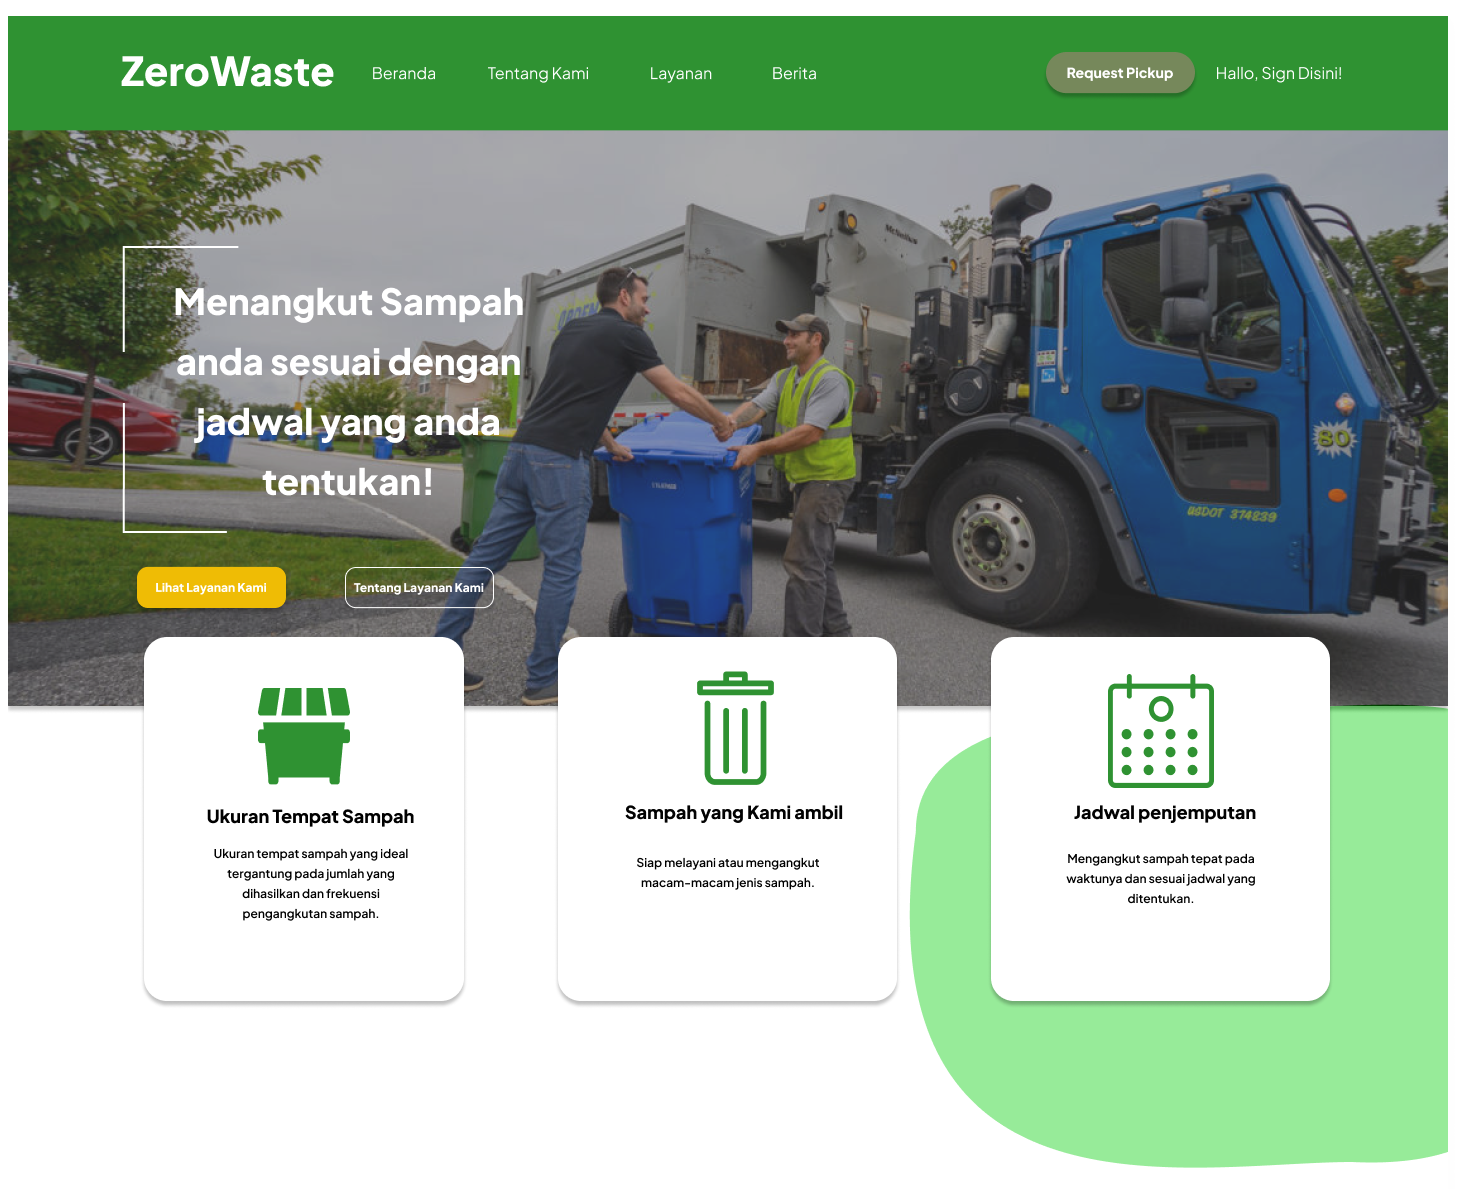 ZeroWaste
Beranda
Tentang Kami
Layanan
Berita
Request Pickup
Hallo, Sign Disini!
Menangkut Sampah
anda sesuai dengan
jadwal yang anda
tentukan!
80
USDOT 374839
Lihat Layanan Kami
Tentang Layanan Kami
Ukuran Tempat Sampah
Ukuran tempat sampah yang ideal
tergantung pada jumlah yang
dihasilkan dan frekuensi
pengangkutan sampah.
Sampah yang Kami ambil
Siap melayani atau mengangkut
macam-macam jenis sampah.
Jadwal penjemputan
Mengangkut sampah tepat pada
waktunya dan sesuai jadwal yang
ditentukan.